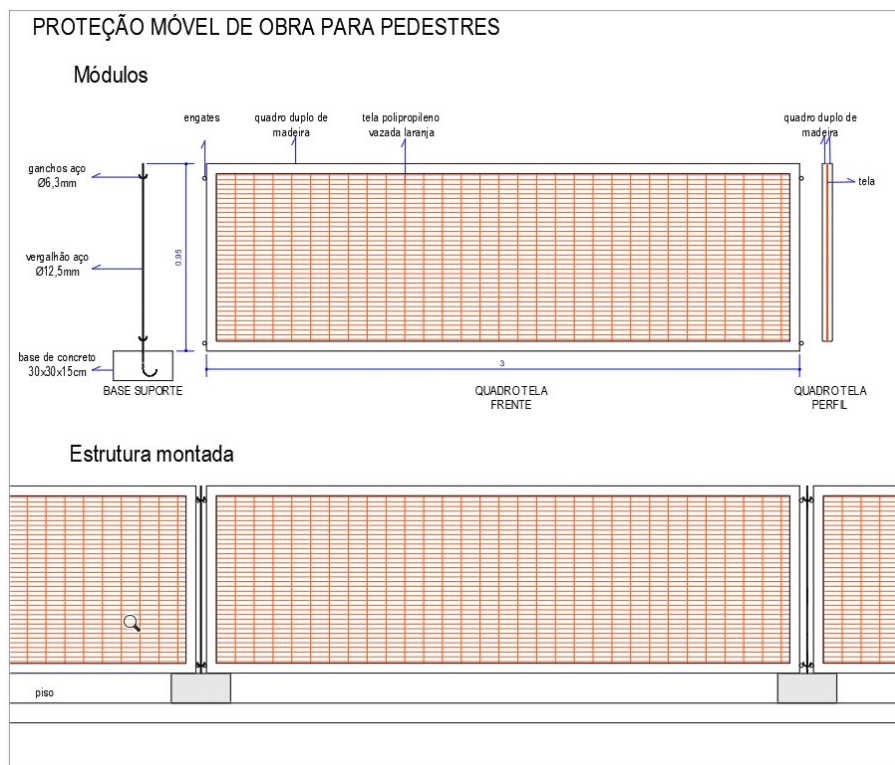 PROTEÇÃO MÓVEL DE OBRA PARA PEDESTRES
Módulos
engates
quadro duplo de
madeira
tela polipropileno
vazada laranja
quadro duplo de
madeira
ganchos aço
Ø6,3mm
tela
0,95
vergalhão aço
Ø12,5mm
base de concreto
30x30x15cm
3
BASE SUPORTE
QUADRO TELA
FRENTE
QUADRO TELA
PERFIL
Estrutura montada
piso